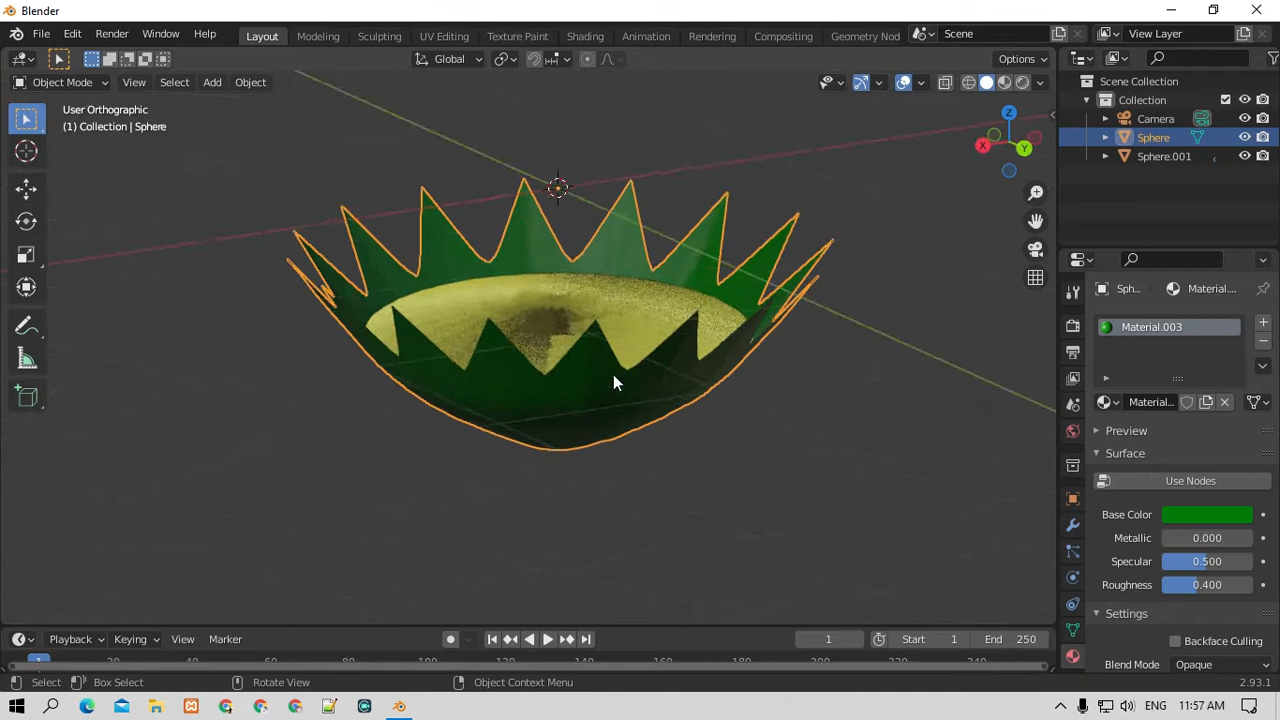 Blender
File Edit Render Window Help Layout Modeling Sculpting UV Editing Texture Paint Shading Animation Rendering Compositing Geometry Nod Scene View Layer
Global Options
Object Mode View Select Add Object
User Orthographic
(1) Collection | Sphere
Z
X
Y
Scene Collection
Collection
Camera
Sphere
Sphere.001
Sph... Material....
Material.003
Material...
Preview
Surface
Use Nodes
Base Color
Metallic 0.000
Specular 0.500
Roughness 0.400
Settings
Backface Culling
Blend Mode Opaque
Playback Keying View Marker 1 Start 1 End 250
Select Box Select Rotate View Object Context Menu 2.93.1
ENG 11:57 AM